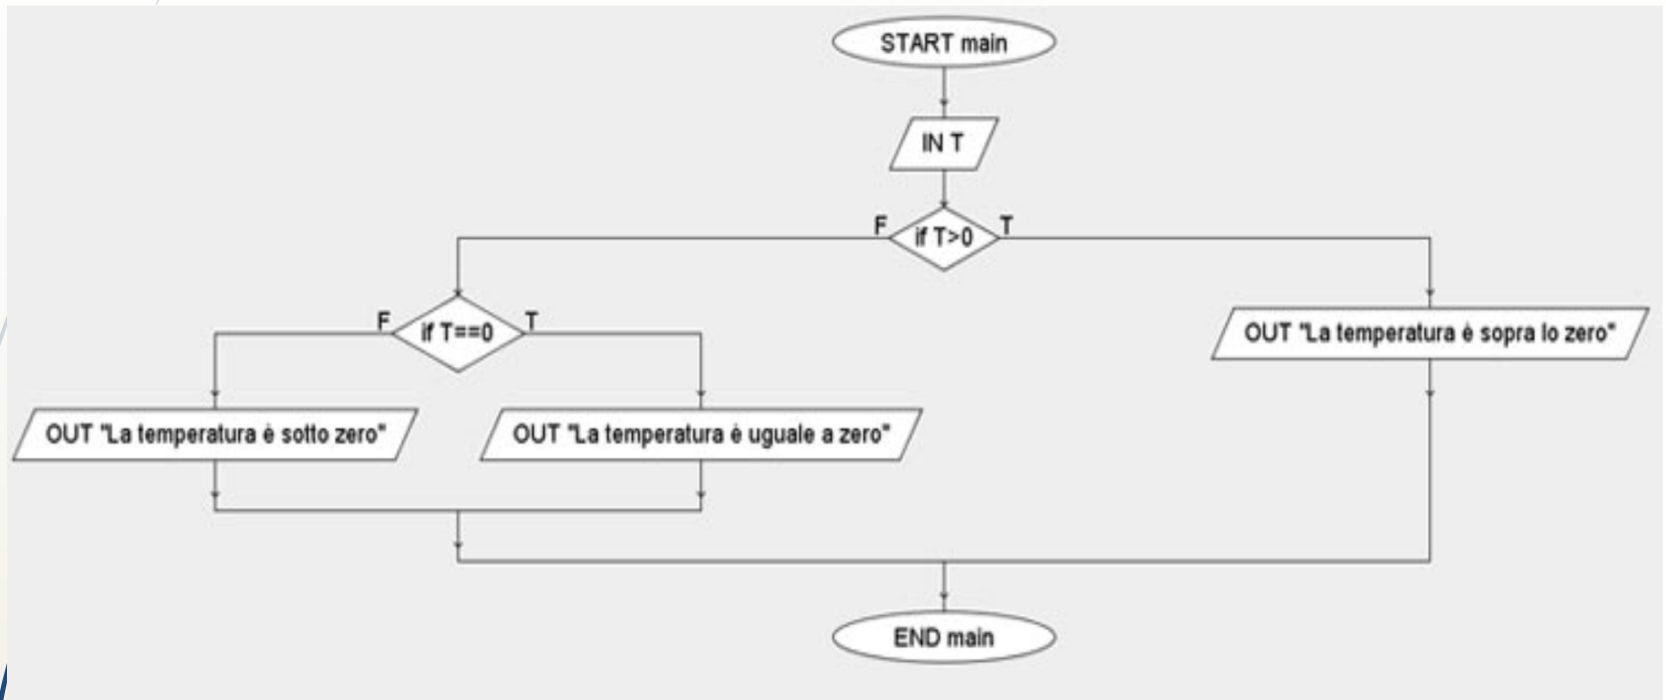 START main
IN T
F if T>0 T
F if T==0 T
OUT "La temperatura è sopra lo zero"
OUT "La temperatura è sotto zero"
OUT "La temperatura è uguale a zero"
END main